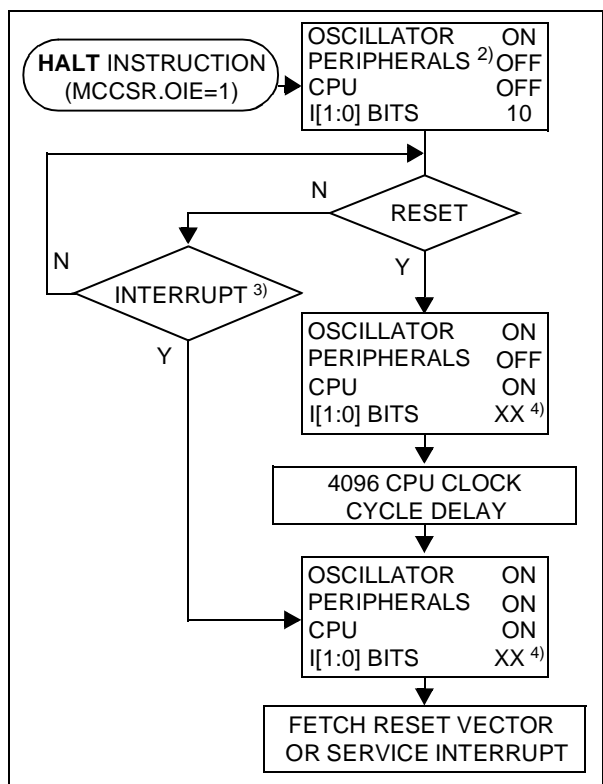 HALT INSTRUCTION
(MCCSR.OIE=1)
OSCILLATOR ON
PERIPHERALS 2) OFF
CPU OFF
I[1:0] BITS 10
RESET
N
Y
INTERRUPT 3)
N
Y
OSCILLATOR ON
PERIPHERALS OFF
CPU ON
I[1:0] BITS XX 4)
4096 CPU CLOCK
CYCLE DELAY
OSCILLATOR ON
PERIPHERALS ON
CPU ON
I[1:0] BITS XX 4)
FETCH RESET VECTOR
OR SERVICE INTERRUPT